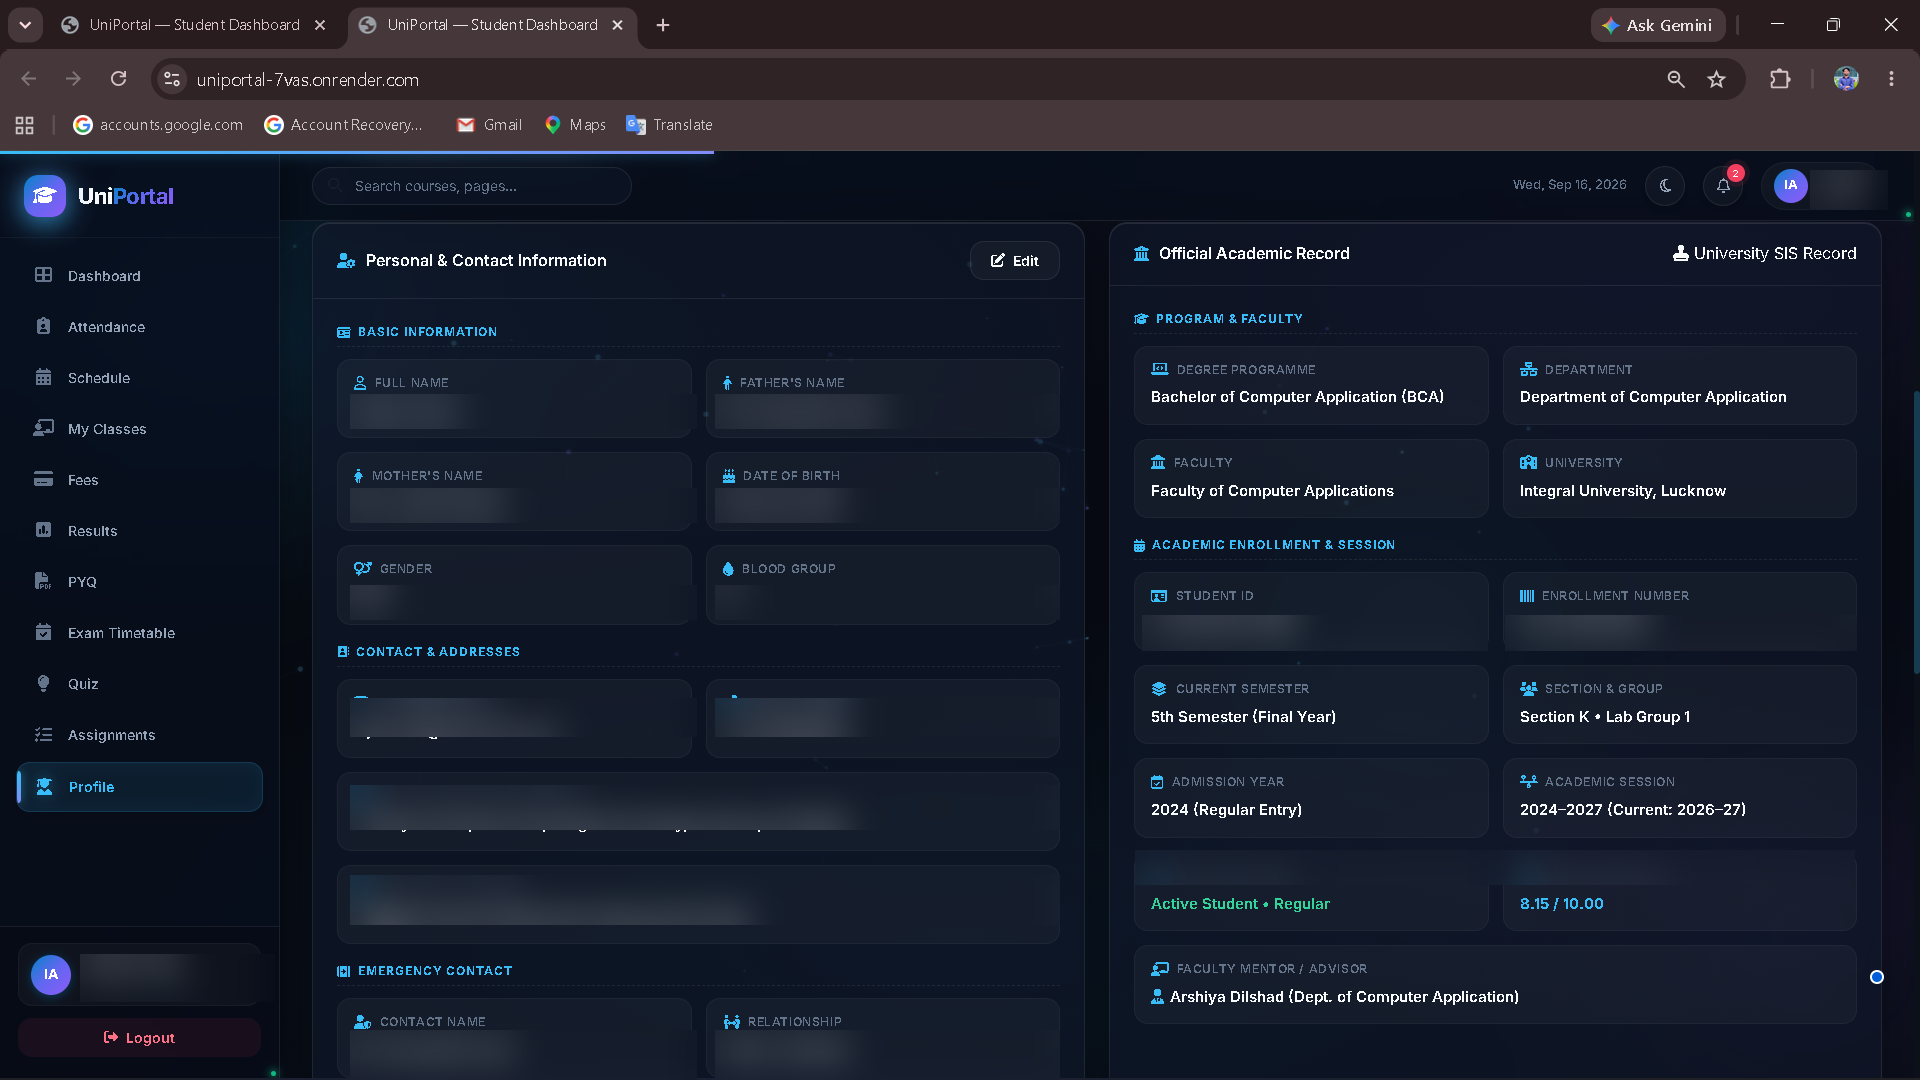 UniPortal — Student Dashboard
UniPortal — Student Dashboard
Ask Gemini
uniportal-7vas.onrender.com
accounts.google.com
Account Recovery...
Gmail
Maps
Translate
UniPortal
Search courses, pages...
Wed, Sep 16, 2026
2
IA
Dashboard
Attendance
Schedule
My Classes
Fees
Results
PYQ
Exam Timetable
Quiz
Assignments
Profile
IA
Logout
Personal & Contact Information
Edit
BASIC INFORMATION
FULL NAME
FATHER'S NAME
MOTHER'S NAME
DATE OF BIRTH
GENDER
BLOOD GROUP
CONTACT & ADDRESSES
EMERGENCY CONTACT
CONTACT NAME
RELATIONSHIP
Official Academic Record
University SIS Record
PROGRAM & FACULTY
DEGREE PROGRAMME
Bachelor of Computer Application (BCA)
DEPARTMENT
Department of Computer Application
FACULTY
Faculty of Computer Applications
UNIVERSITY
Integral University, Lucknow
ACADEMIC ENROLLMENT & SESSION
STUDENT ID
ENROLLMENT NUMBER
CURRENT SEMESTER
5th Semester (Final Year)
SECTION & GROUP
Section K • Lab Group 1
ADMISSION YEAR
2024 (Regular Entry)
ACADEMIC SESSION
2024–2027 (Current: 2026–27)
Active Student • Regular
8.15 / 10.00
FACULTY MENTOR / ADVISOR
Arshiya Dilshad (Dept. of Computer Application)